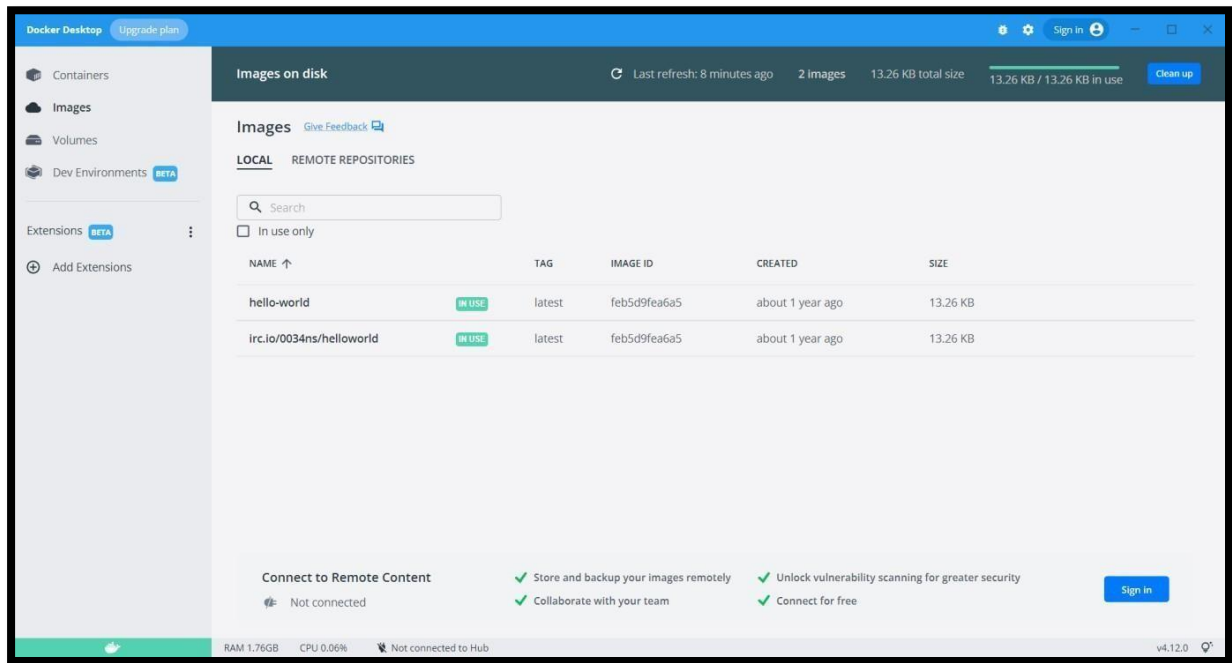 Docker Desktop Upgrade plan Sign in
Containers
Images
Volumes
Dev Environments BETA
Extensions BETA
Add Extensions
Images on disk Last refresh: 8 minutes ago 2 images 13.26 KB total size 13.26 KB / 13.26 KB in use Clean up
Images Give Feedback
LOCAL REMOTE REPOSITORIES
Search
In use only
NAME TAG IMAGE ID CREATED SIZE
hello-world IN USE latest feb5d9fea6a5 about 1 year ago 13.26 KB
irc.io/0034ns/helloworld IN USE latest feb5d9fea6a5 about 1 year ago 13.26 KB
Connect to Remote Content
Not connected
Store and backup your images remotely
Collaborate with your team
Unlock vulnerability scanning for greater security
Connect for free
Sign in
RAM 1.76GB CPU 0.06% Not connected to Hub v4.12.0